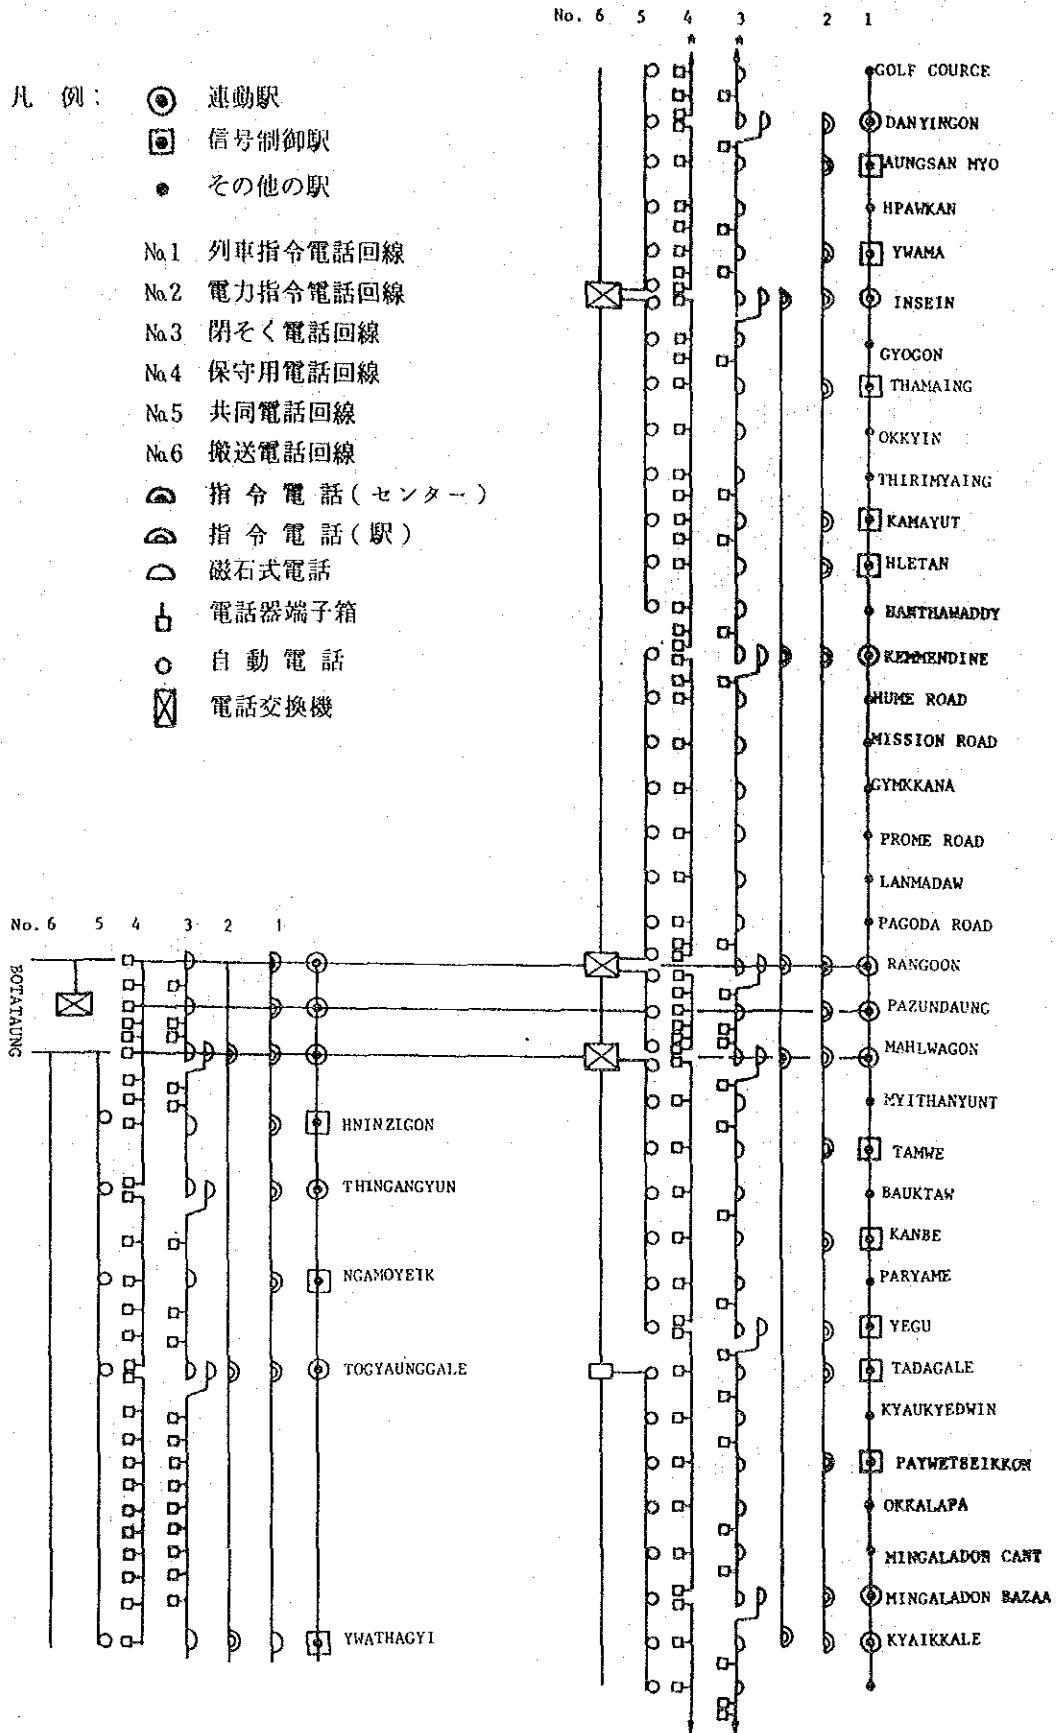 No. 6 5 4 3 2 1
A A
凡 例:
連動駅
信号制御駅
その他の駅
No.1 列車指令電話回線
No.2 電力指令電話回線
No.3 閉そく電話回線
No.4 保守用電話回線
No.5 共同電話回線
No.6 搬送電話回線
指 令 電 話 ( センター )
指 令 電 話 ( 駅 )
磁石式電話
電話器端子箱
自 動 電 話
電話交換機
GOLF COURCE
DANYINGON
AUNGSAN MYO
HPAWKAN
YWAMA
INSEIN
GYOGON
THAMAING
OKKYIN
THIRIMYAING
KAMAYUT
HLETAN
HANTHAWADDY
KEMMENDINE
HUME ROAD
MISSION ROAD
GYMKKANA
PROME ROAD
LANMADAW
PAGODA ROAD
RANGOON
PAZUNDAUNG
MAHLWAGON
MYITHANYUNT
TAMWE
BAUKTAW
KANBE
PARYAME
YEGU
TADAGALE
KYAUKYEDWIN
PAYWETSEIKKON
OKKALAPA
MINGALADON CANT
MINGALADON BAZAA
KYAIKKALE
No. 6 5 4 3 2 1
BOTATAUNG
HNINZIGON
THINGANGYUN
NGAMOYEIK
TOGYAUNGGALE
YWATHAGYI